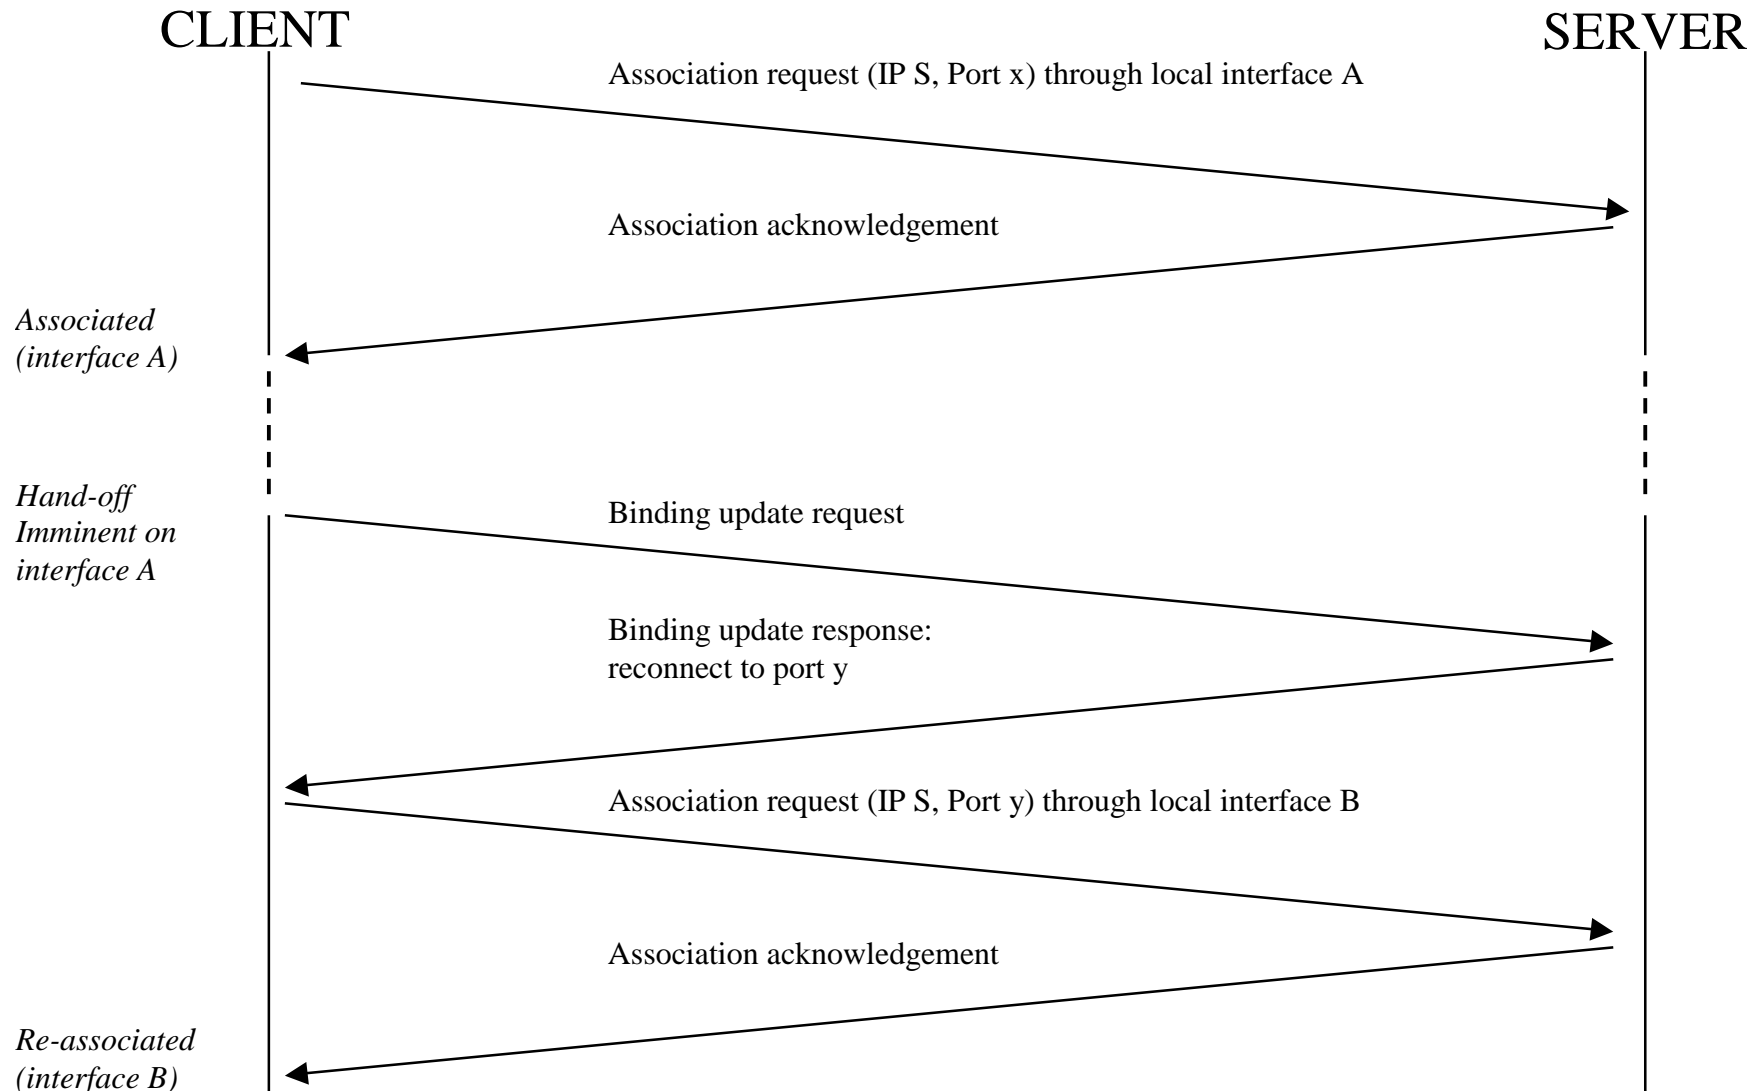 CLIENT
SERVER
Association request (IP S, Port x) through local interface A
Association acknowledgement
Associated
(interface A)
Hand-off
Imminent on
interface A
Binding update request
Binding update response:
reconnect to port y
Association request (IP S, Port y) through local interface B
Association acknowledgement
Re-associated
(interface B)